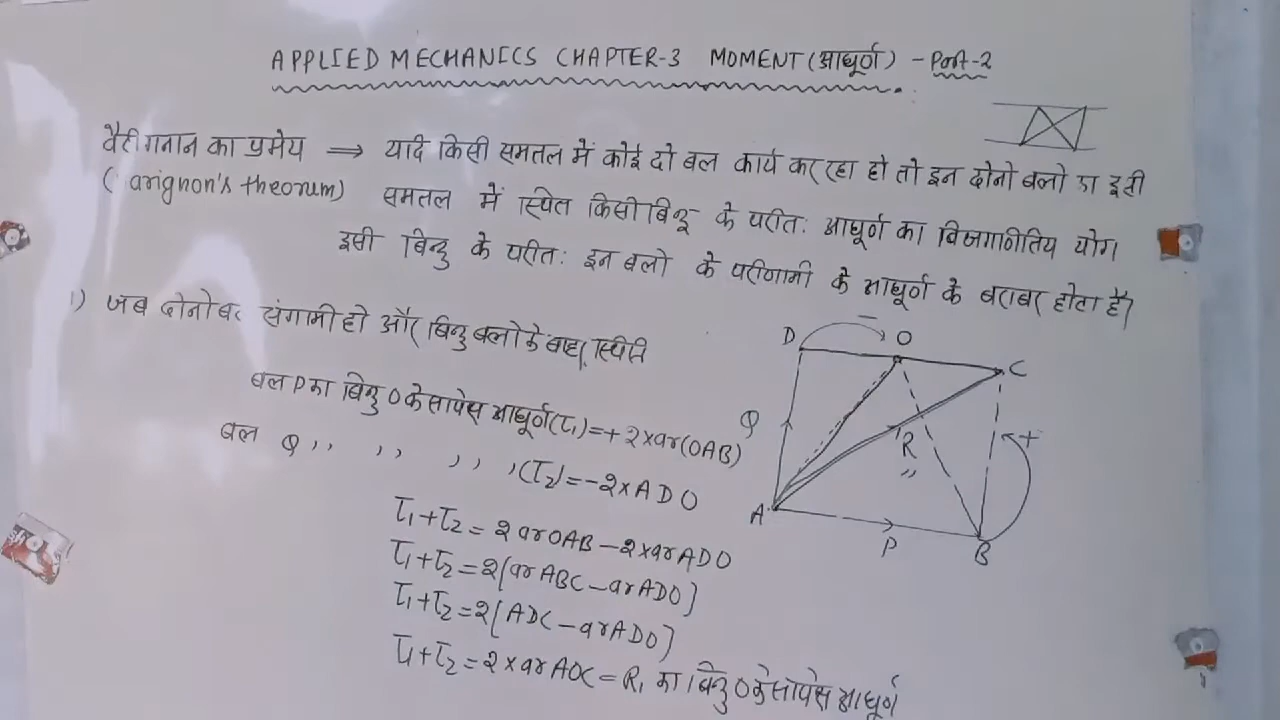 APPLIED MECHANICS CHAPTER-3 MOMENT (आघूर्ण) - Part-2
वैरीगनान का प्रमेय ⇒ यदि किसी समतल में कोई दो बल कार्य कर रहा हो तो इन दोनो बलो का इसी
(arignon's theorum) समतल में स्थित किसी बिन्दू के परीत: आघूर्ण का बिजगणीतिय योग
इसी बिन्दु के परीत: इन बलो के परीणामी के आघूर्ण के बराबर होता है।
1) जब दोनो बल संगामी हो और बिन्दु बलो के बाह्य स्थिति
बल P का बिन्दु O के सापेक्ष आघूर्ण (τ₁) = + 2×ar(OAB)
बल Q ,, ,, ,, ,, (τ₂) = -2×ADO
τ₁+τ₂ = 2 ar OAB - 2×ar ADO
τ₁+τ₂ = 2(ar ABC - ar ADO)
τ₁+τ₂ = 2(ADC - ar ADO)
τ₁+τ₂ = 2×ar AOC = R, का बिन्दु O के सापेक्ष आघूर्ण
D - O C
Q R +
A P B